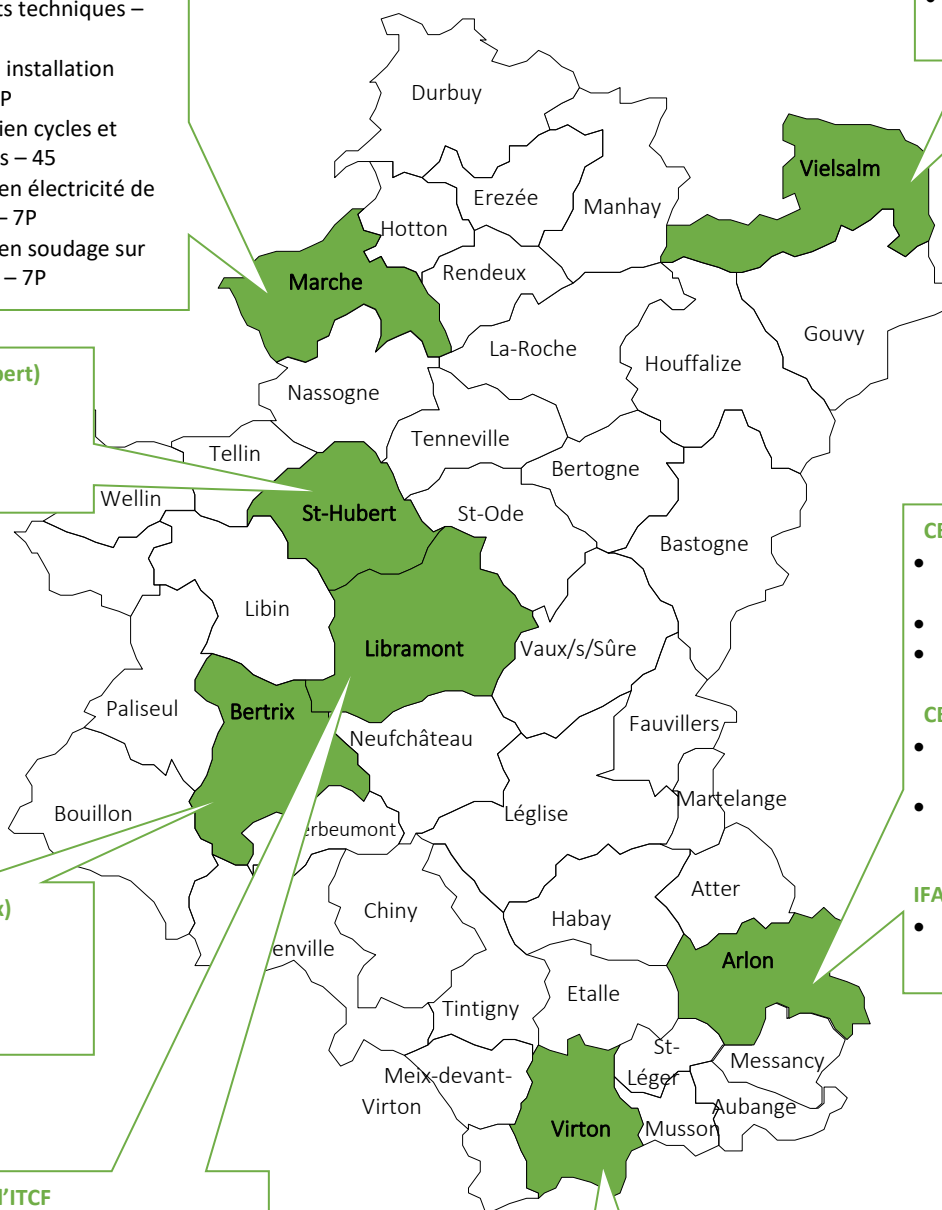 ts techniques –
installation
P
ien cycles et
s – 45
en électricité de
– 7P
en soudage sur
– 7P
Durbuy
Vielsalm
Erezée
Manhay
Hotton
Rendeux
Marche
Gouvy
La-Roche
Houffalize
bert)
Nassogne
Tenneville
Tellin
Bertogne
Wellin
St-Hubert
St-Ode
Bastogne
CE
Libin
Libramont
Vaux/s/Sûre
Paliseul
Bertrix
Fauvillers
CE
Neufchâteau
Martelange
Bouillon
Léglise
erbeumont
Atter
IFA
x)
Chiny
Habay
enville
Arlon
Etalle
Tintigny
St-
Léger
Messancy
Meix-devant-
Virton
Aubange
Virton
Musson
l’ITCF